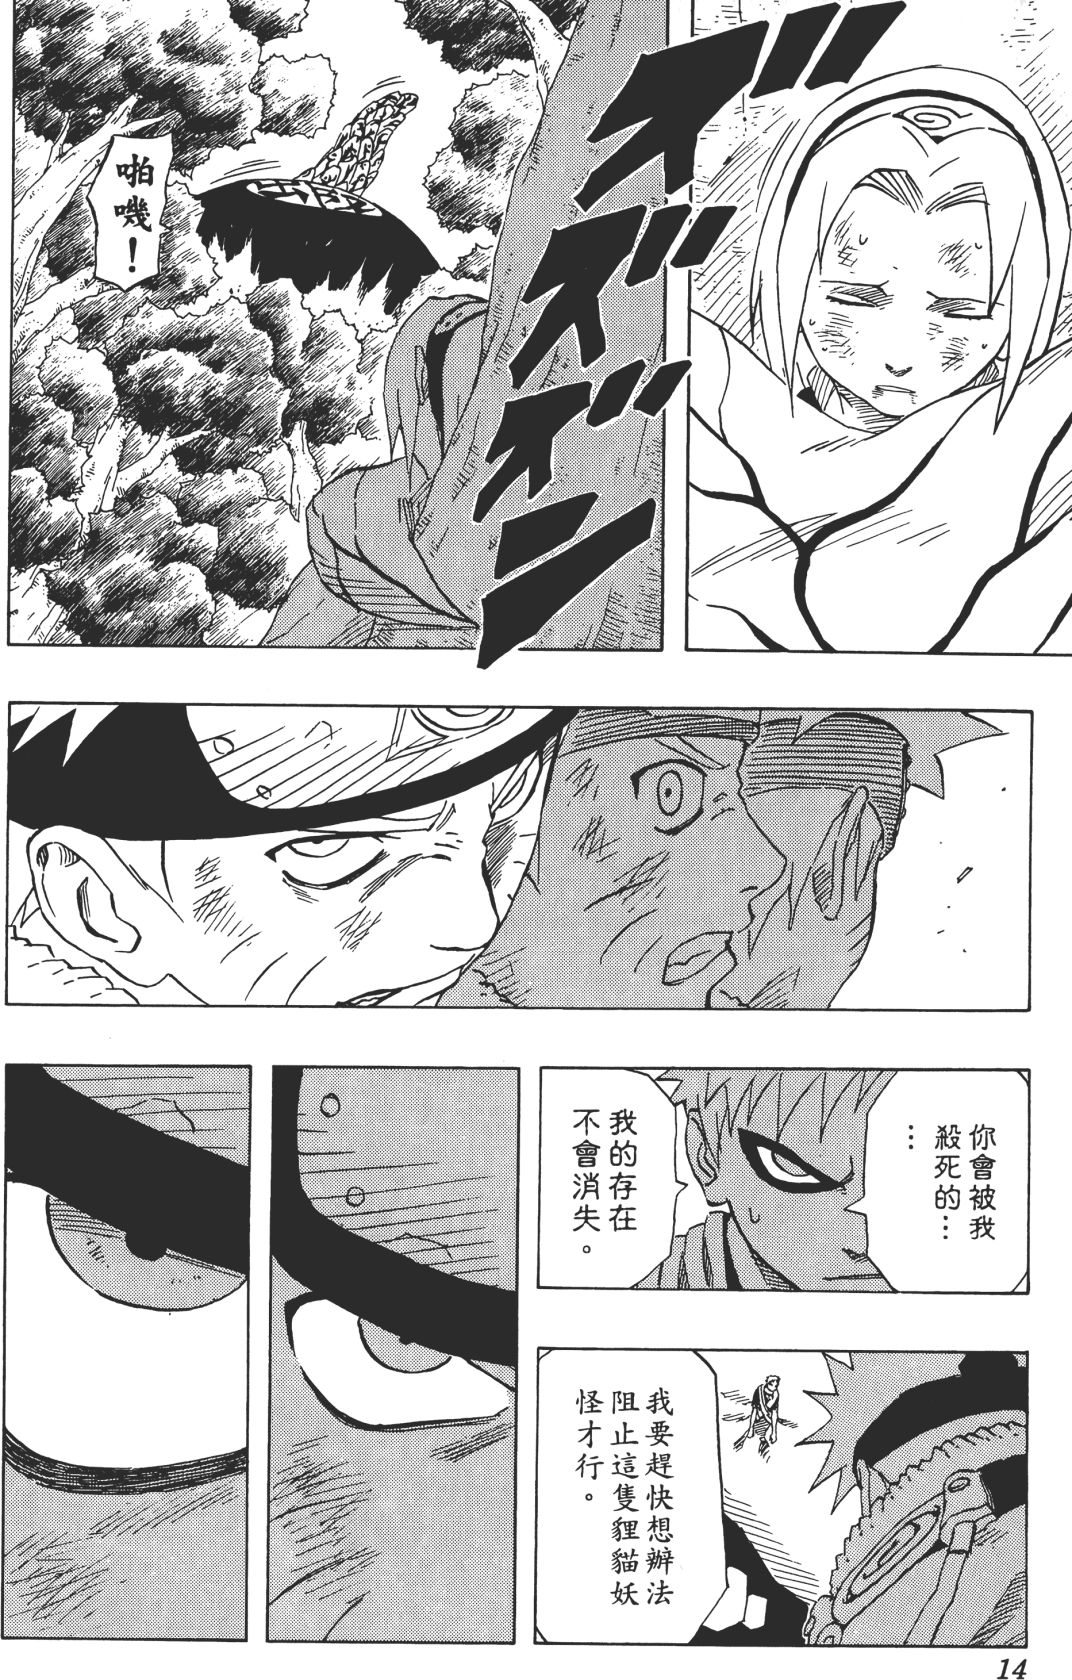 ズズズン
啪嘰！
你會被我
殺死的…
…
我的存在
不會消失。
我要趕快想辦法
阻止這隻貍貓妖
怪才行。
14